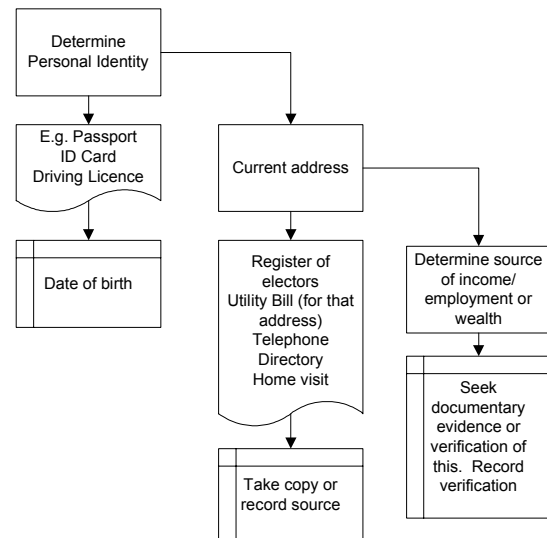 Determine
Personal Identity
E.g. Passport
ID Card
Driving Licence
Date of birth
Current address
Register of
electors
Utility Bill (for that
address)
Telephone
Directory
Home visit
Take copy or
record source
Determine source
of income/
employment or
wealth
Seek
documentary
evidence or
verification of
this.  Record
verification